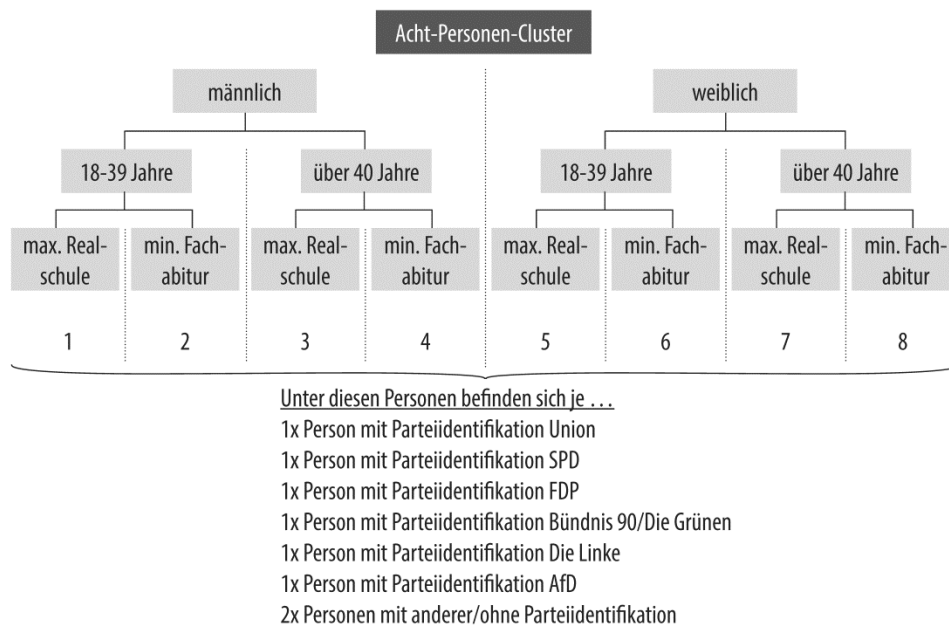 Acht-Personen-Cluster
männlich
weiblich
18-39 Jahre
über 40 Jahre
18-39 Jahre
über 40 Jahre
max. Real-
schule
min. Fach-
abitur
max. Real-
schule
min. Fach-
abitur
max. Real-
schule
min. Fach-
abitur
max. Real-
schule
min. Fach-
abitur
1
2
3
4
5
6
7
8
Unter diesen Personen befinden sich je …
1x Person mit Parteiidentifikation Union
1x Person mit Parteiidentifikation SPD
1x Person mit Parteiidentifikation FDP
1x Person mit Parteiidentifikation Bündnis 90/Die Grünen
1x Person mit Parteiidentifikation Die Linke
1x Person mit Parteiidentifikation AfD
2x Personen mit anderer/ohne Parteiidentifikation